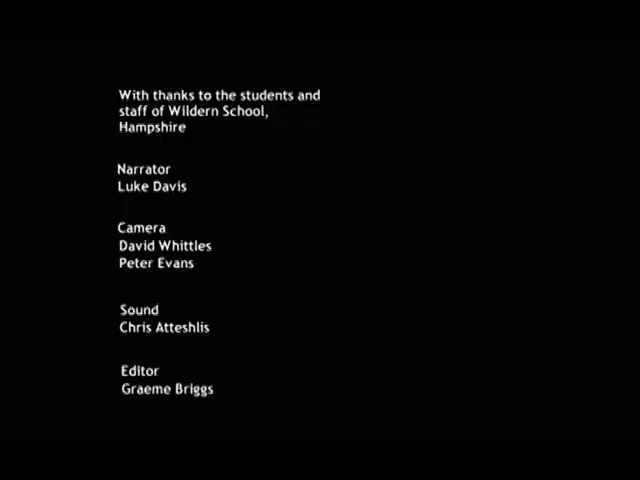 With thanks to the students and
staff of Wildern School,
Hampshire
Narrator
Luke Davis
Camera
David Whittles
Peter Evans
Sound
Chris Atteshlis
Editor
Graeme Briggs